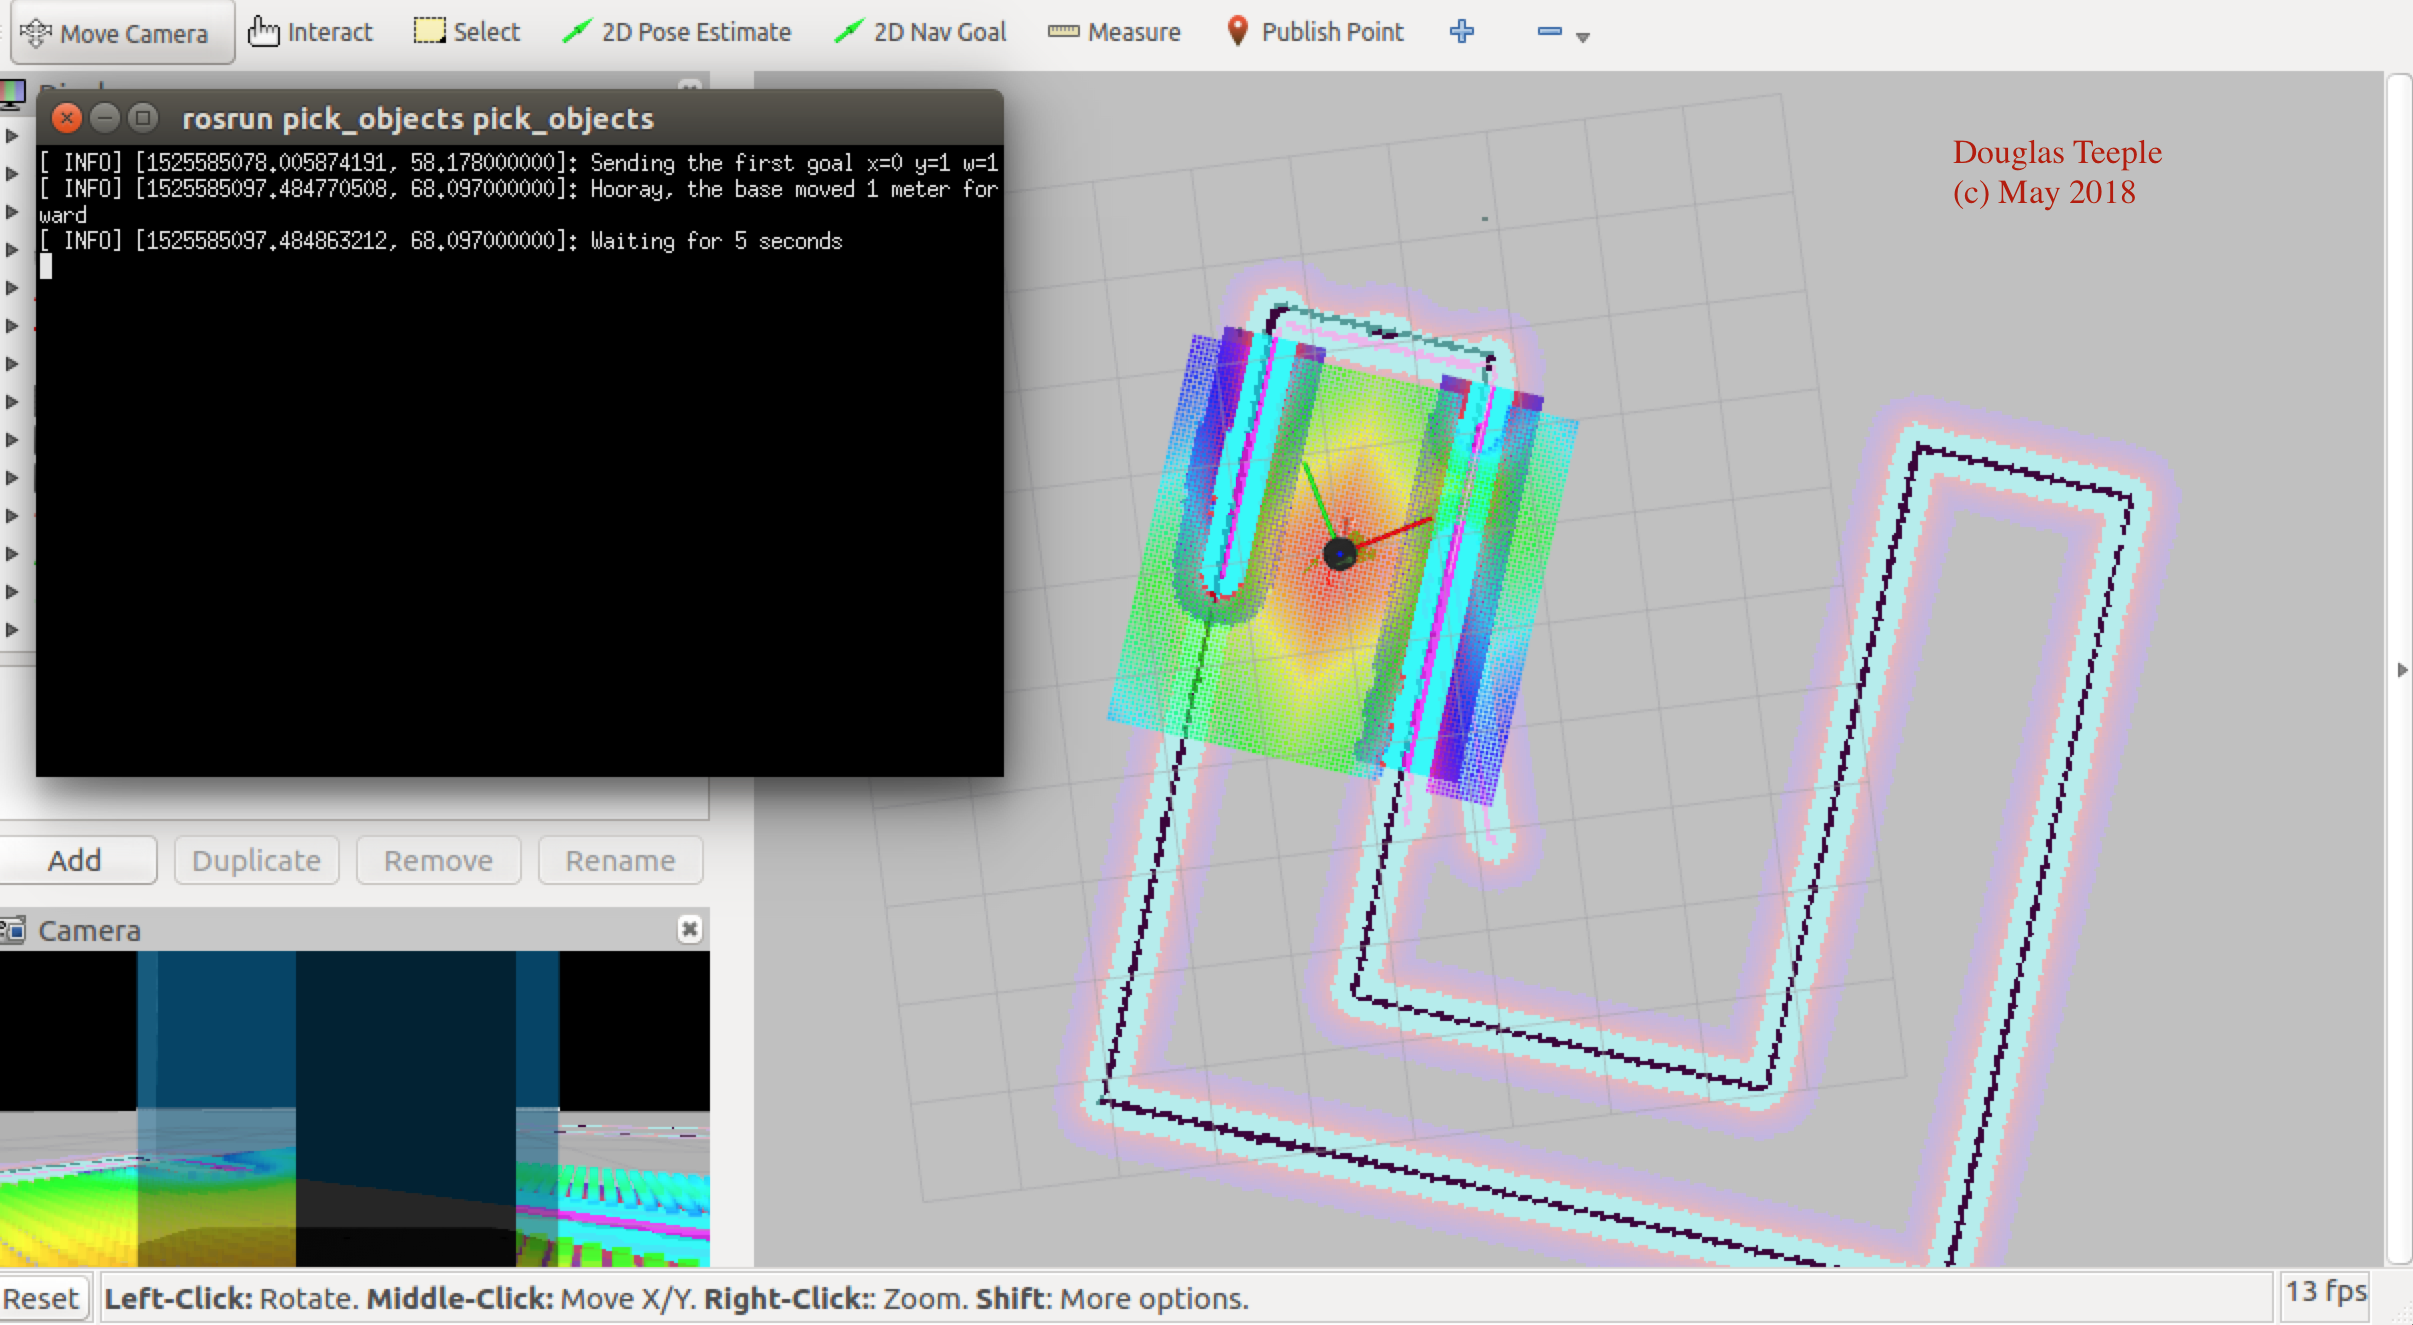 Move Camera Interact Select 2D Pose Estimate 2D Nav Goal Measure Publish Point
rosrun pick_objects pick_objects
[ INFO] [1525585078.005874191, 58.178000000]: Sending the first goal x=0 y=1 w=1
[ INFO] [1525585097.484770508, 68.097000000]: Hooray, the base moved 1 meter for
ward
[ INFO] [1525585097.484863212, 68.097000000]: Waiting for 5 seconds
Douglas Teeple
(c) May 2018
Add Duplicate Remove Rename
Camera
Reset Left-Click: Rotate. Middle-Click: Move X/Y. Right-Click:: Zoom. Shift: More options. 13 fps